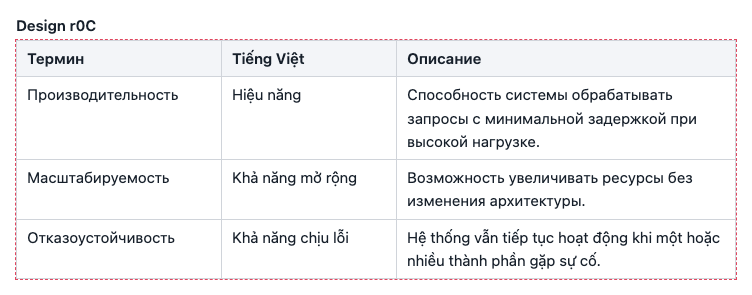 Design r0C
Термин Tiếng Việt Описание
Производительность Hiệu năng Способность системы обрабатывать
запросы с минимальной задержкой при
высокой нагрузке.
Масштабируемость Khả năng mở rộng Возможность увеличивать ресурсы без
изменения архитектуры.
Отказоустойчивость Khả năng chịu lỗi Hệ thống vẫn tiếp tục hoạt động khi một hoặc
nhiều thành phần gặp sự cố.